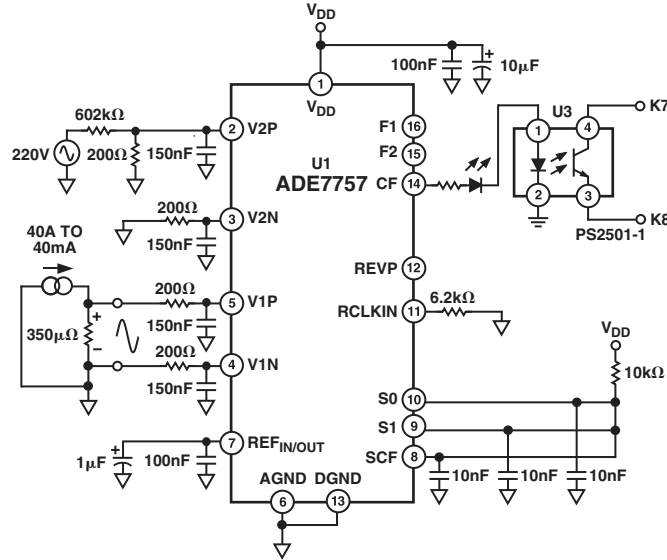 VDD
100nF
10µF
1
VDD
602kΩ
220V
200Ω
150nF
2
V2P
U1
ADE7757
F1
16
F2
15
CF
14
U3
1
4
2
3
K7
K8
PS2501-1
200Ω
150nF
3
V2N
40A TO
40mA
350µΩ
+
–
200Ω
150nF
5
V1P
200Ω
150nF
4
V1N
REVP
12
RCLKIN
11
6.2kΩ
VDD
10kΩ
S0
10
S1
9
SCF
8
10nF
10nF
10nF
+
1µF
100nF
7
REFIN/OUT
AGND
DGND
6
13